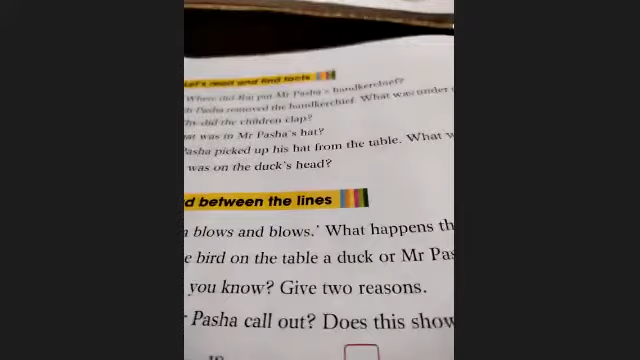 Let's read and find facts
Where did put Mr Pasha's handkerchief?
Pasha removed the handkerchief. What was under
did the children clap?
was in Mr Pasha's hat?
Pasha picked up his hat from the table. What
was on the duck's head?
between the lines
blows and blows.' What happens
bird on the table a duck or Mr
you know? Give two reasons.
Pasha call out? Does this show